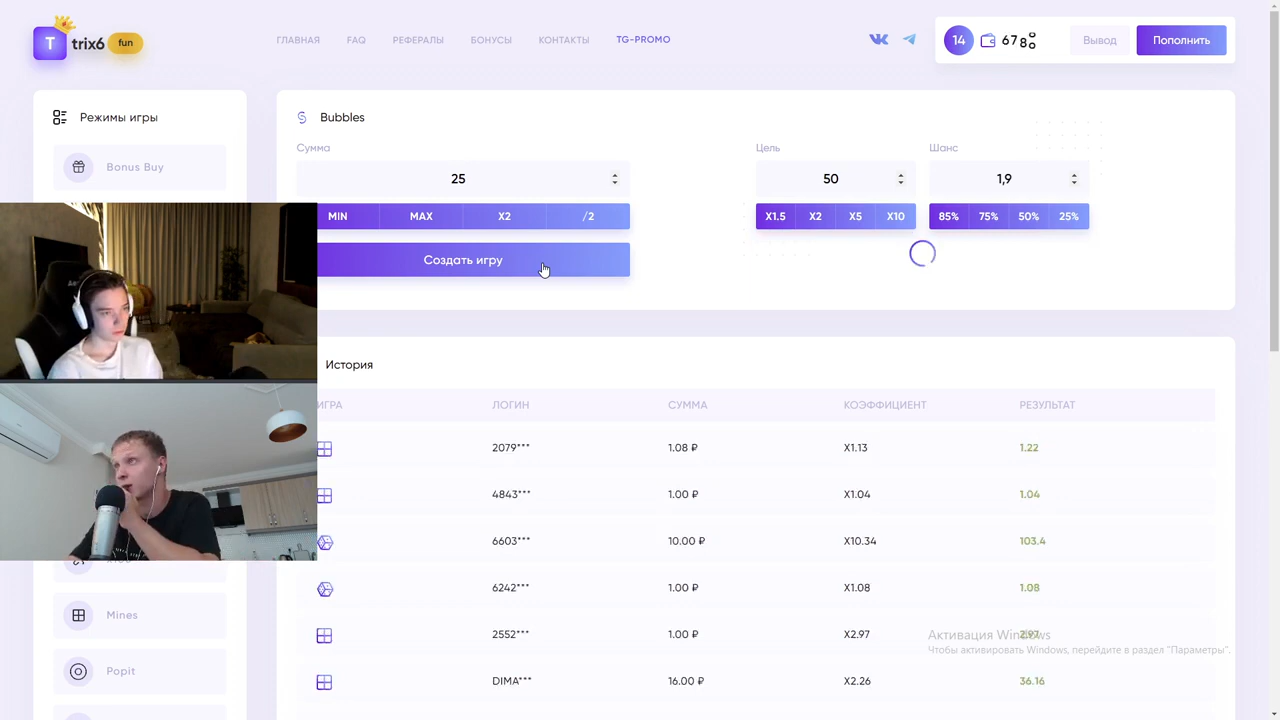 T trix6 fun
ГЛАВНАЯ FAQ РЕФЕРАЛЫ БОНУСЫ КОНТАКТЫ TG-PROMO
14 Вывод Пополнить
Режимы игры
Bonus Buy
Mines
Popit
Bubbles
Сумма
25
MIN MAX X2 /2
Создать игру
Цель Шанс
50 1,9
X1.5 X2 X5 X10 85% 75% 50% 25%
История
ИГРА ЛОГИН СУММА КОЭФФИЦИЕНТ РЕЗУЛЬТАТ
2079*** 1.08 ₽ X1.13 1.22
4843*** 1.00 ₽ X1.04 1.04
6603*** 10.00 ₽ X10.34 103.4
6242*** 1.00 ₽ X1.08 1.08
2552*** 1.00 ₽ X2.97 2.97
DIMA*** 16.00 ₽ X2.26 36.16
Активация Windows
Чтобы активировать Windows, перейдите в раздел "Параметры".